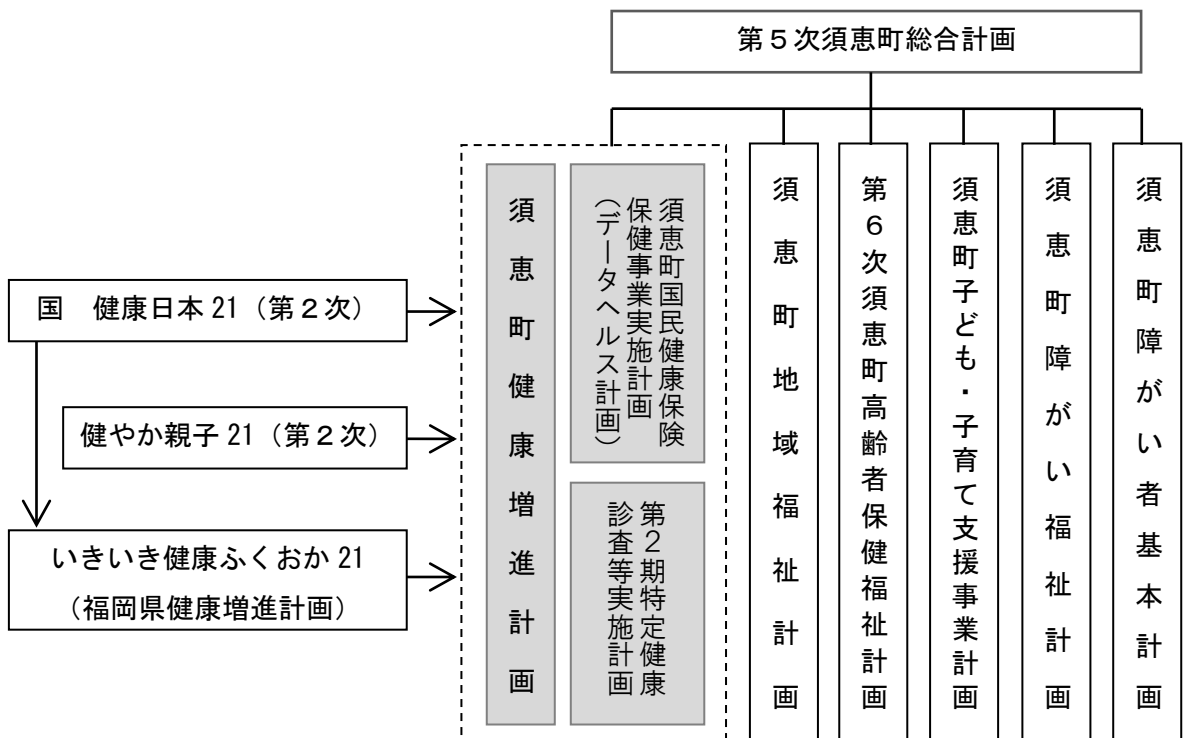 第５次須恵町総合計画
国　健康日本21（第２次）
健やか親子21（第２次）
いきいき健康ふくおか21
（福岡県健康増進計画）
須恵町健康増進計画
須恵町国民健康保険
保健事業実施計画
（データヘルス計画）
第２期特定健康
診査等実施計画
須恵町地域福祉計画
第６次須恵町高齢者保健福祉計画
須恵町子ども・子育て支援事業計画
須恵町障がい福祉計画
須恵町障がい者基本計画